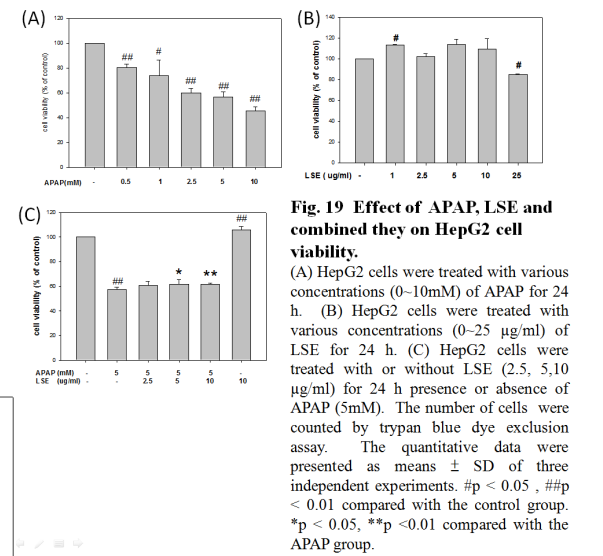 (A)
120
100
80
60
40
20
0
cell viability (% of control)
##
#
##
##
##
APAP(mM) - 0.5 1 2.5 5 10
(B)
140
120
100
80
60
40
20
0
cell viability (% of control)
#
#
LSE ( ug/ml) - 1 2.5 5 10 25
(C)
120
100
80
60
40
20
0
cell viability (% of control)
##
*
**
##
APAP (mM) - 5 5 5 5 -
LSE (ug/ml) - - 2.5 5 10 10
Fig. 19 Effect of APAP, LSE and
combined they on HepG2 cell
viability.
(A) HepG2 cells were treated with various
concentrations (0~10mM) of APAP for 24
h. (B) HepG2 cells were treated with
various concentrations (0~25 μg/ml) of
LSE for 24 h. (C) HepG2 cells were
treated with or without LSE (2.5, 5,10
μg/ml) for 24 h presence or absence of
APAP (5mM). The number of cells were
counted by trypan blue dye exclusion
assay. The quantitative data were
presented as means ± SD of three
independent experiments. #p < 0.05 , ##p
< 0.01 compared with the control group.
*p < 0.05, **p <0.01 compared with the
APAP group.